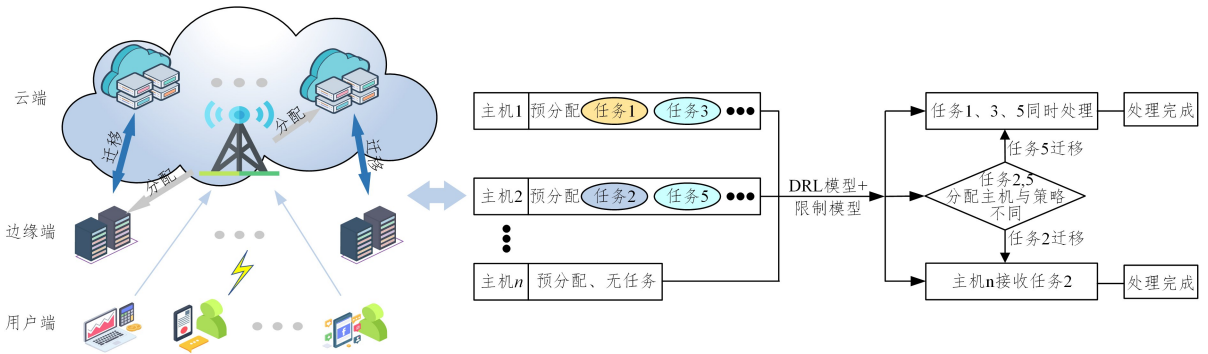 云端
分配
迁移
迁移
分配
边缘端
用户端
主机1 预分配 任务1 任务3
主机2 预分配 任务2 任务5
主机n 预分配、无任务
DRL模型+
限制模型
任务1、3、5同时处理
处理完成
任务5迁移
任务2,5
分配主机与策略
不同
任务2迁移
主机n接收任务2
处理完成